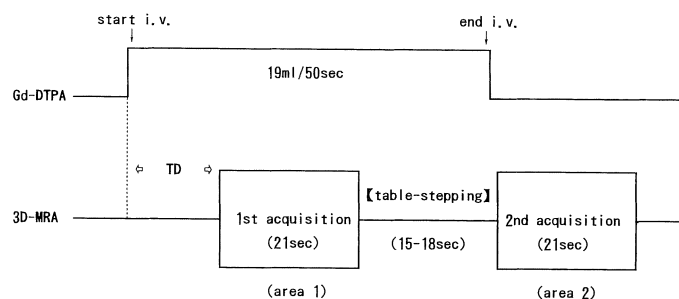 start i.v.
end i.v.
19ml/50sec
Gd-DTPA
TD
【table-stepping】
3D-MRA
1st acquisition
(21sec)
(15-18sec)
2nd acquisition
(21sec)
(area 1)
(area 2)